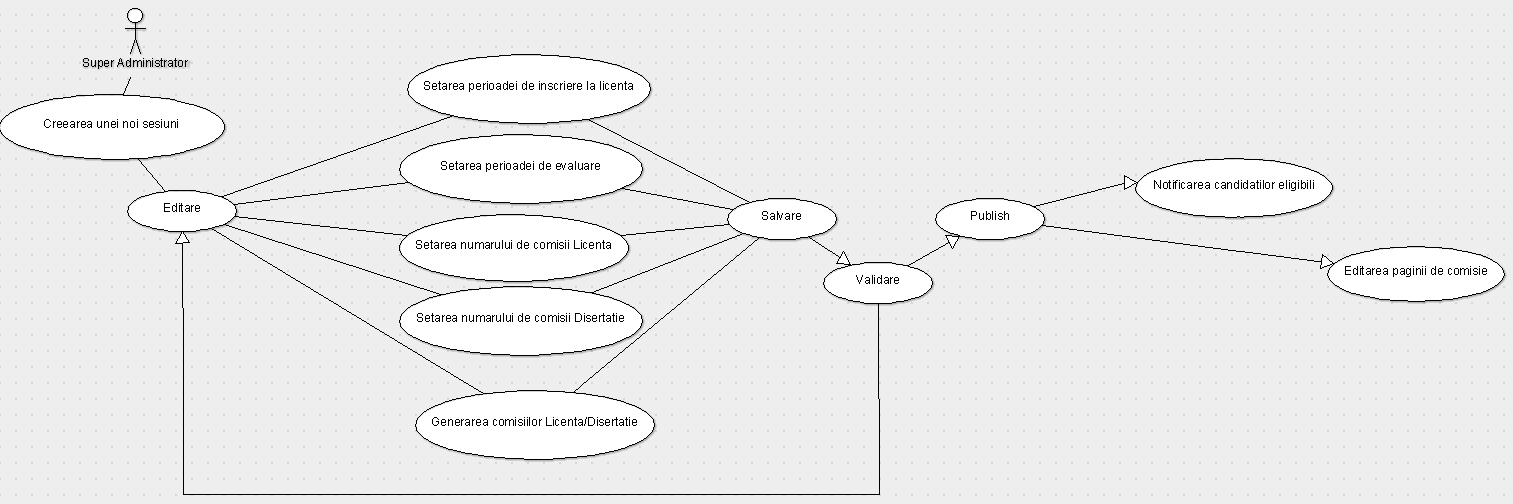 Super Administrator
Creearea unei noi sesiuni
Editare
Setarea perioadei de inscriere la licenta
Setarea perioadei de evaluare
Setarea numarului de comisii Licenta
Setarea numarului de comisii Disertatie
Generarea comisiilor Licenta/Disertatie
Salvare
Validare
Publish
Notificarea candidatilor eligibili
Editarea paginii de comisie